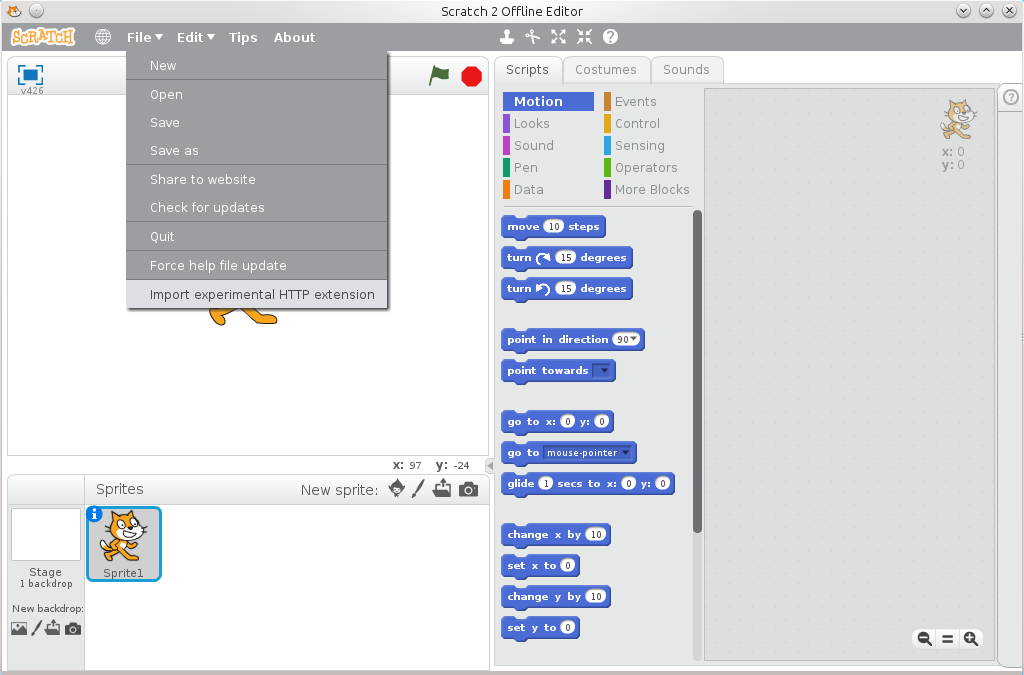 Scratch 2 Offline Editor
SCRATCH File Edit Tips About
v426
New
Open
Save
Save as
Share to website
Check for updates
Quit
Force help file update
Import experimental HTTP extension
x: 97 y: -24
Sprites New sprite:
Sprite1
Stage
1 backdrop
New backdrop:
Scripts Costumes Sounds
Motion Events
Looks Control
Sound Sensing
Pen Operators
Data More Blocks
move 10 steps
turn 15 degrees
turn 15 degrees
point in direction 90
point towards
go to x: 0 y: 0
go to mouse-pointer
glide 1 secs to x: 0 y: 0
change x by 10
set x to 0
change y by 10
set y to 0
x: 0
y: 0